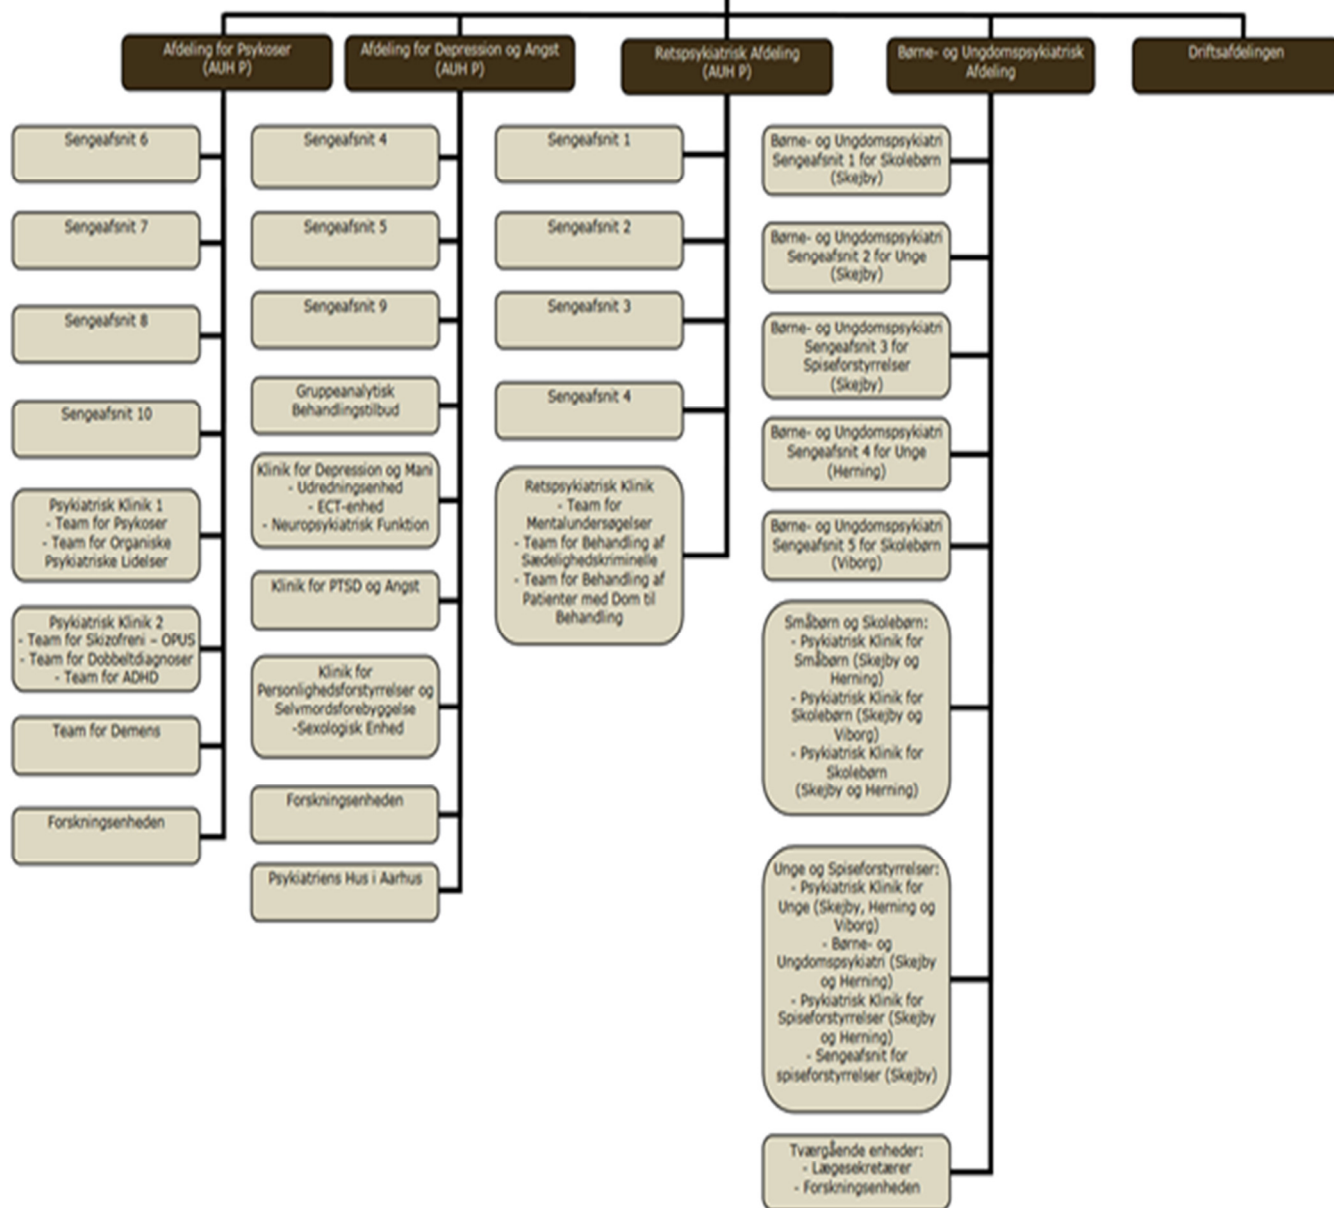 Afdeling for Psykoser
(AUH P)
Afdeling for Depression og Angst
(AUH P)
Retspsykiatrisk Afdeling
(AUH P)
Børne- og Ungdomspsykiatrisk
Afdeling
Driftsafdelingen
Sengeafsnit 6
Sengeafsnit 7
Sengeafsnit 8
Sengeafsnit 10
Psykiatrisk Klinik 1
- Team for Psykoser
- Team for Organiske
Psykiatriske Lidelser
Psykiatrisk Klinik 2
- Team for Skizofreni – OPUS
- Team for Dobbeltdiagnoser
- Team for ADHD
Team for Demens
Forskningsenheden
Sengeafsnit 4
Sengeafsnit 5
Sengeafsnit 9
Gruppeanalytisk
Behandlingstilbud
Klinik for Depression og Mani
- Udredningsenhed
- ECT-enhed
- Neuropsykiatrisk Funktion
Klinik for PTSD og Angst
Klinik for
Personlighedsforstyrrelser og
Selvmordsforebyggelse
-Sexologisk Enhed
Forskningsenheden
Psykiatriens Hus i Aarhus
Sengeafsnit 1
Sengeafsnit 2
Sengeafsnit 3
Sengeafsnit 4
Retspsykiatrisk Klinik
- Team for
Mentalundersøgelser
- Team for Behandling af
Sædelighedskriminelle
- Team for Behandling af
Patienter med Dom til
Behandling
Børne- og Ungdomspsykiatri
Sengeafsnit 1 for Skolebørn
(Skejby)
Børne- og Ungdomspsykiatri
Sengeafsnit 2 for Unge
(Skejby)
Børne- og Ungdomspsykiatri
Sengeafsnit 3 for
Spiseforstyrrelser
(Skejby)
Børne- og Ungdomspsykiatri
Sengeafsnit 4 for Unge
(Herning)
Børne- og Ungdomspsykiatri
Sengeafsnit 5 for Skolebørn
(Viborg)
Småbørn og Skolebørn:
- Psykiatrisk Klinik for
Småbørn (Skejby og
Herning)
- Psykiatrisk Klinik for
Skolebørn (Skejby og
Viborg)
- Psykiatrisk Klinik for
Skolebørn
(Skejby og Herning)
Unge og Spiseforstyrrelser:
- Psykiatrisk Klinik for
Unge (Skejby, Herning og
Viborg)
- Børne- og
Ungdomspsykiatri (Skejby
og Herning)
- Psykiatrisk Klinik for
Spiseforstyrrelser (Skejby
og Herning)
- Sengeafsnit for
spiseforstyrrelser (Skejby)
Tværgående enheder:
- Lægesekretærer
- Forskningsenheden